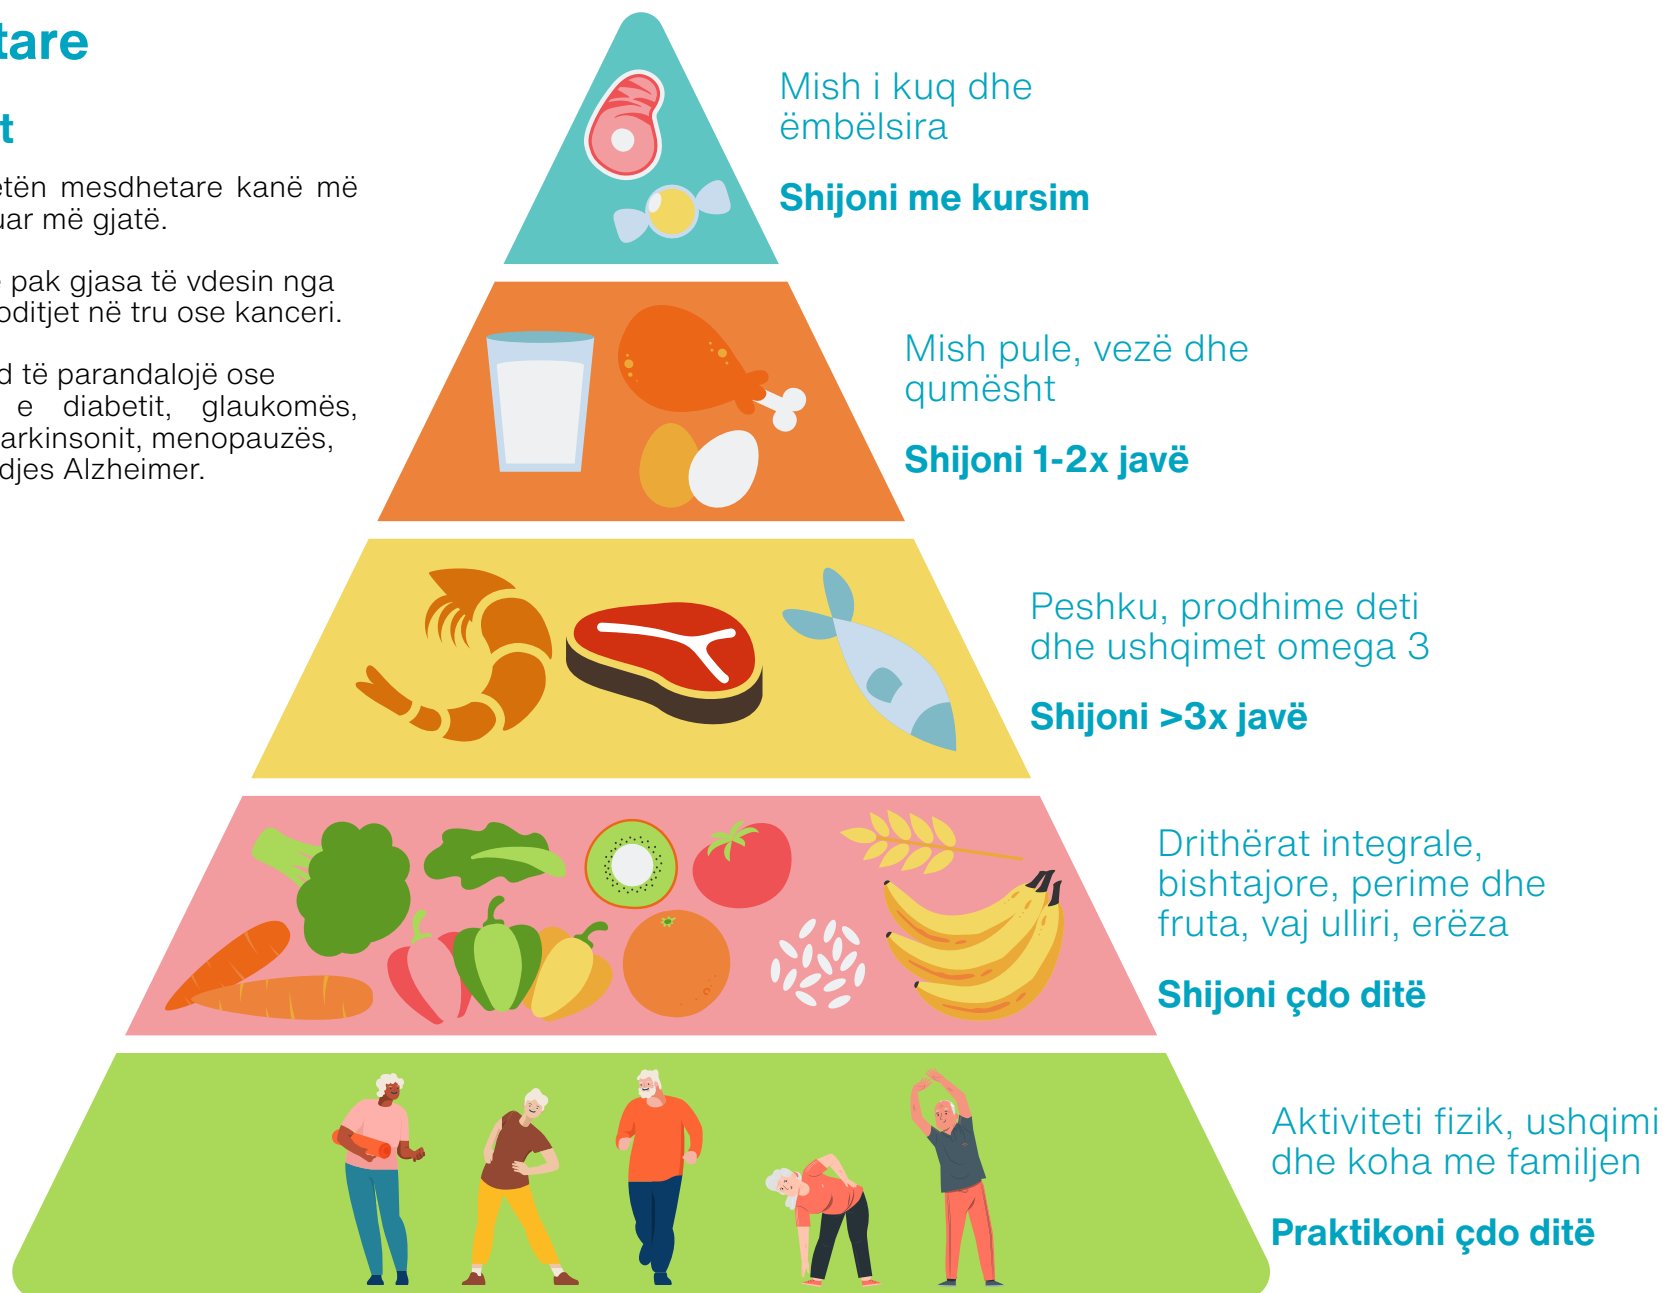 tare
t
etën mesdhetare kanë më
uar më gjatë.
pak gjasa të vdesin nga
oditjet në tru ose kanceri.
d të parandalojë ose
e diabetit, glaukomës,
arkinsonit, menopauzës,
djes Alzheimer.
Mish i kuq dhe
ëmbëlsira
Shijoni me kursim
Mish pule, vezë dhe
qumësht
Shijoni 1-2x javë
Peshku, prodhime deti
dhe ushqimet omega 3
Shijoni >3x javë
Drithërat integrale,
bishtajore, perime dhe
fruta, vaj ulliri, erëza
Shijoni çdo ditë
Aktiviteti fizik, ushqimi
dhe koha me familjen
Praktikoni çdo ditë